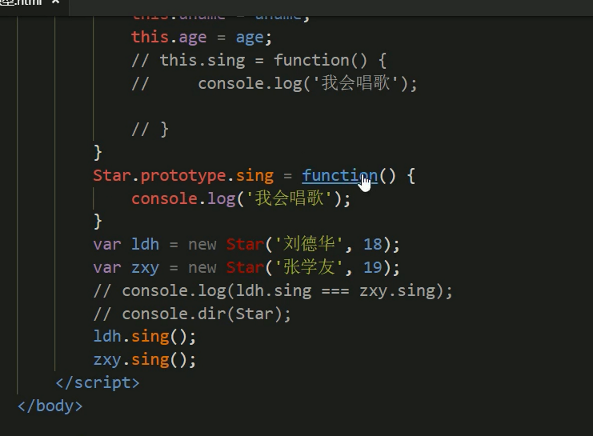 型.html ×
this.uname = uname;
this.age = age;
// this.sing = function() {
//     console.log('我会唱歌');
// }
}
Star.prototype.sing = function() {
console.log('我会唱歌');
}
var ldh = new Star('刘德华', 18);
var zxy = new Star('张学友', 19);
// console.log(ldh.sing === zxy.sing);
// console.dir(Star);
ldh.sing();
zxy.sing();
</script>
</body>